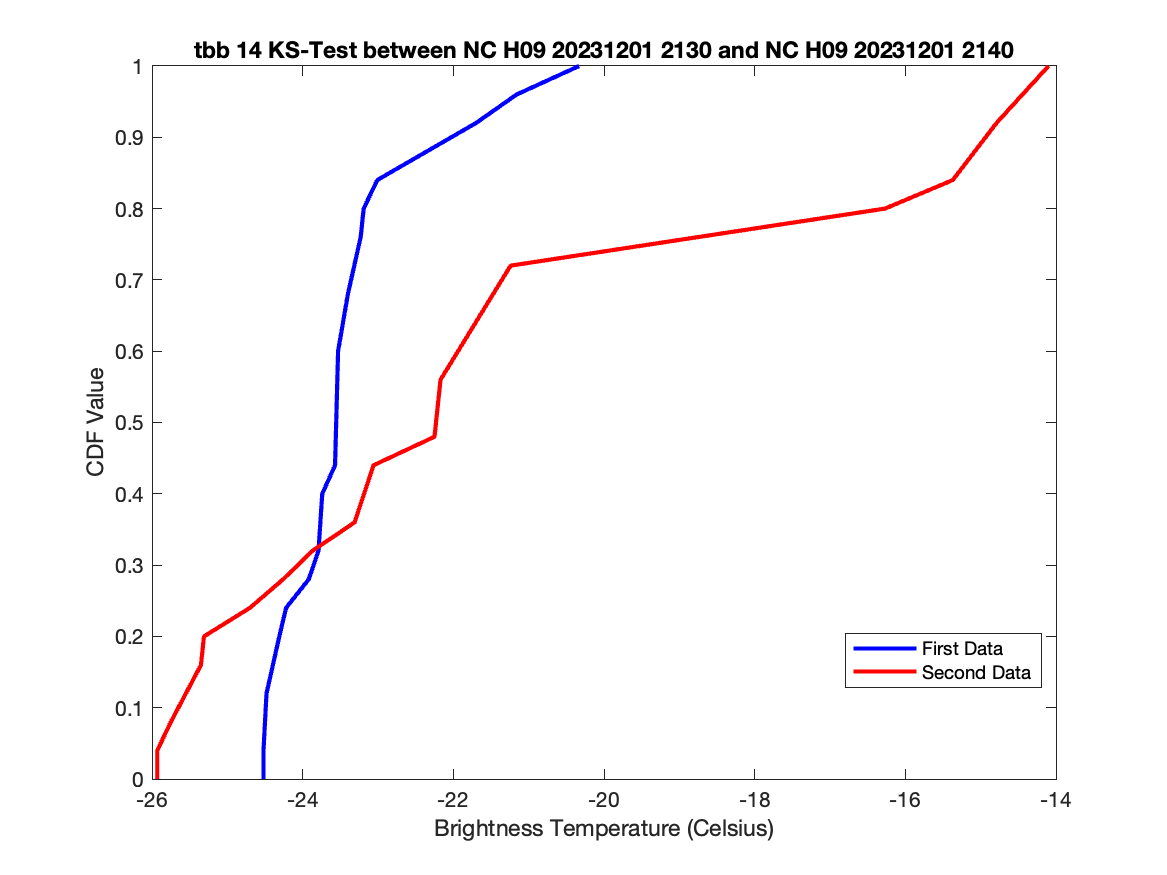 tbb 14 KS-Test between NC H09 20231201 2130 and NC H09 20231201 2140
1
0.9
0.8
0.7
0.6
0.5
0.4
0.3
0.2
0.1
0
CDF Value
First Data
Second Data
-26 -24 -22 -20 -18 -16 -14
Brightness Temperature (Celsius)